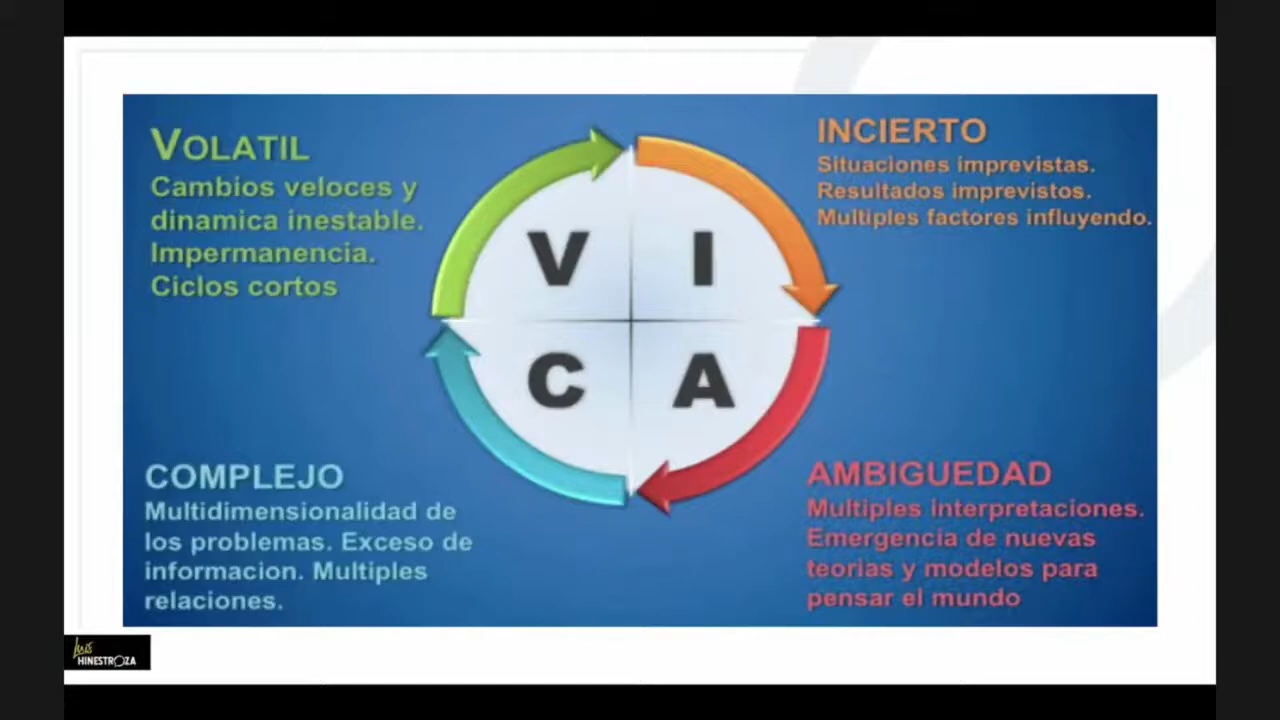 VOLATIL
Cambios veloces y
dinamica inestable.
Impermanencia.
Ciclos cortos
INCIERTO
Situaciones imprevistas.
Resultados imprevistos.
Multiples factores influyendo.
V I
C A
COMPLEJO
Multidimensionalidad de
los problemas. Exceso de
informacion. Multiples
relaciones.
AMBIGUEDAD
Multiples interpretaciones.
Emergencia de nuevas
teorias y modelos para
pensar el mundo
Luis
HINESTROZA